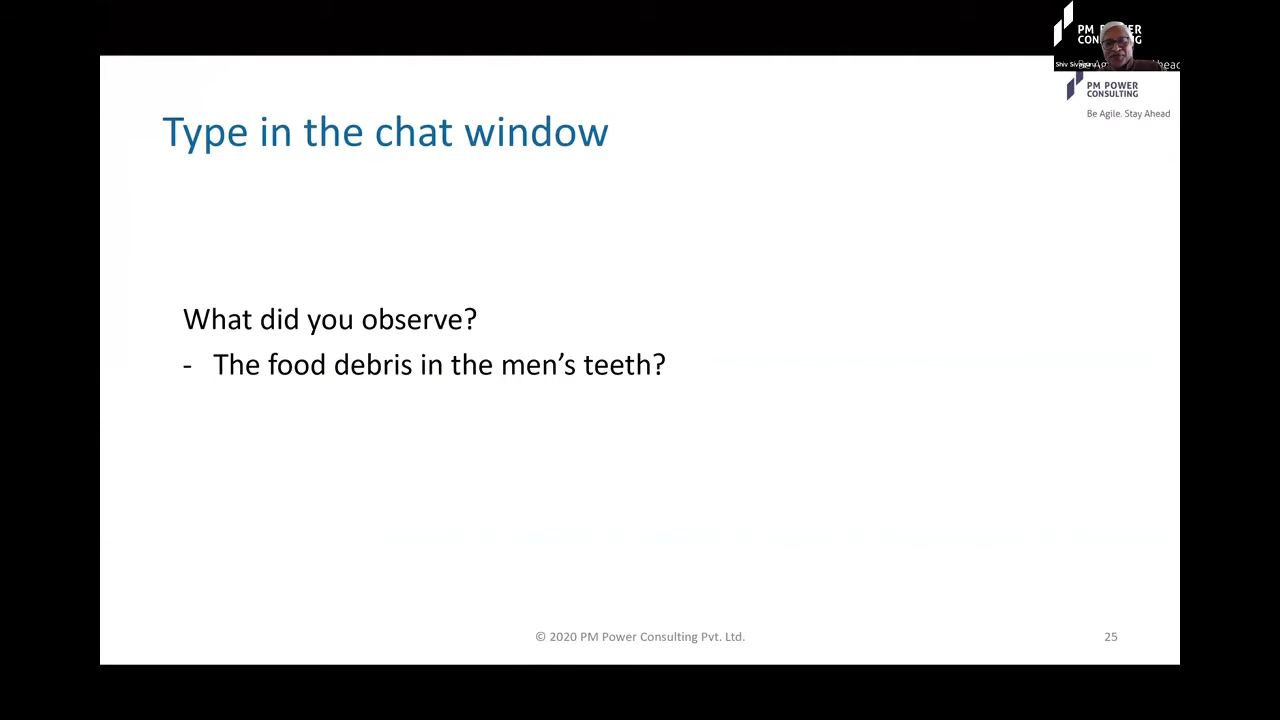 PM POWER
CONSULTING
Be Agile. Stay Ahead
Type in the chat window
What did you observe?
- The food debris in the men’s teeth?
© 2020 PM Power Consulting Pvt. Ltd.
25